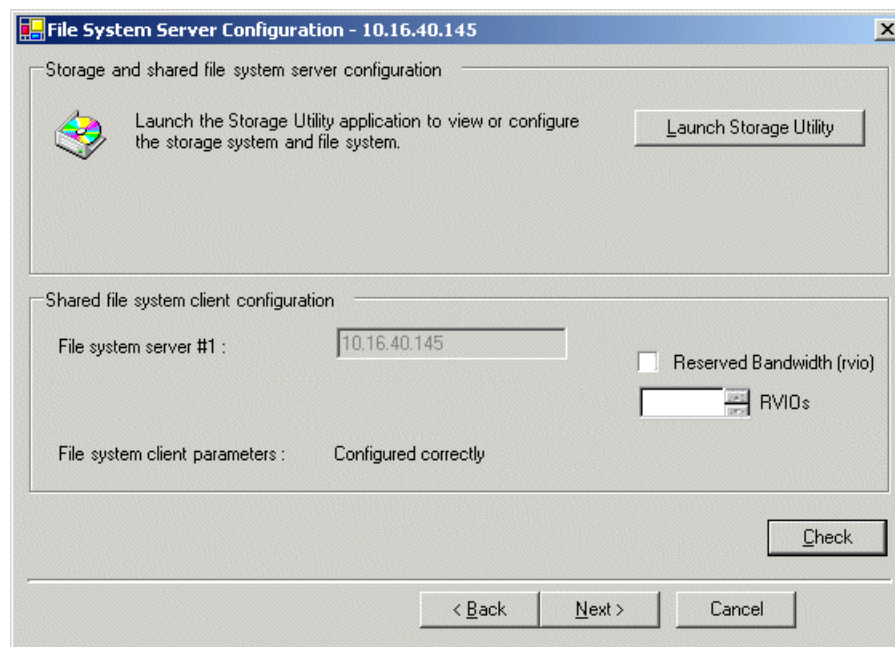 File System Server Configuration - 10.16.40.145
Storage and shared file system server configuration
Launch the Storage Utility application to view or configure
the storage system and file system.
Launch Storage Utility
Shared file system client configuration
File system server #1 :
10.16.40.145
Reserved Bandwidth (rvio)
RVIOs
File system client parameters :
Configured correctly
Check
< Back
Next >
Cancel